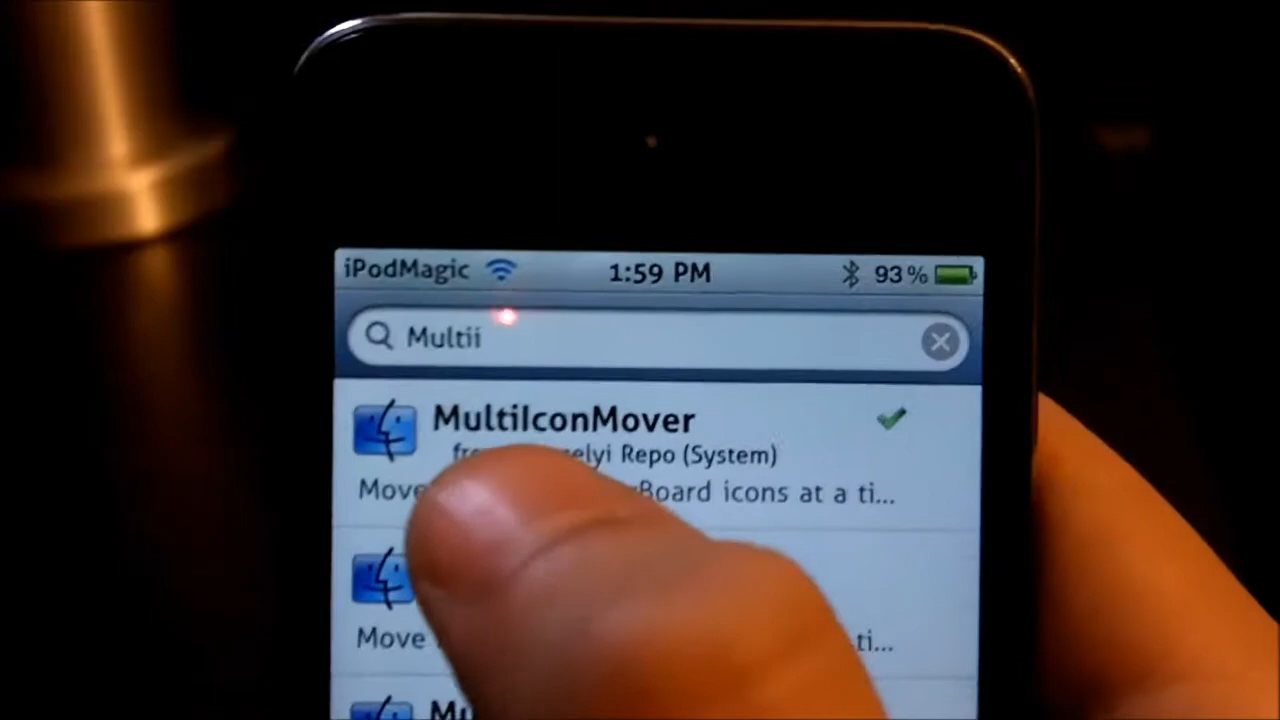 iPodMagic 1:59 PM 93%
Multii
MultiIconMover
Repo (System)
Move Board icons at a ti...
Move ti...